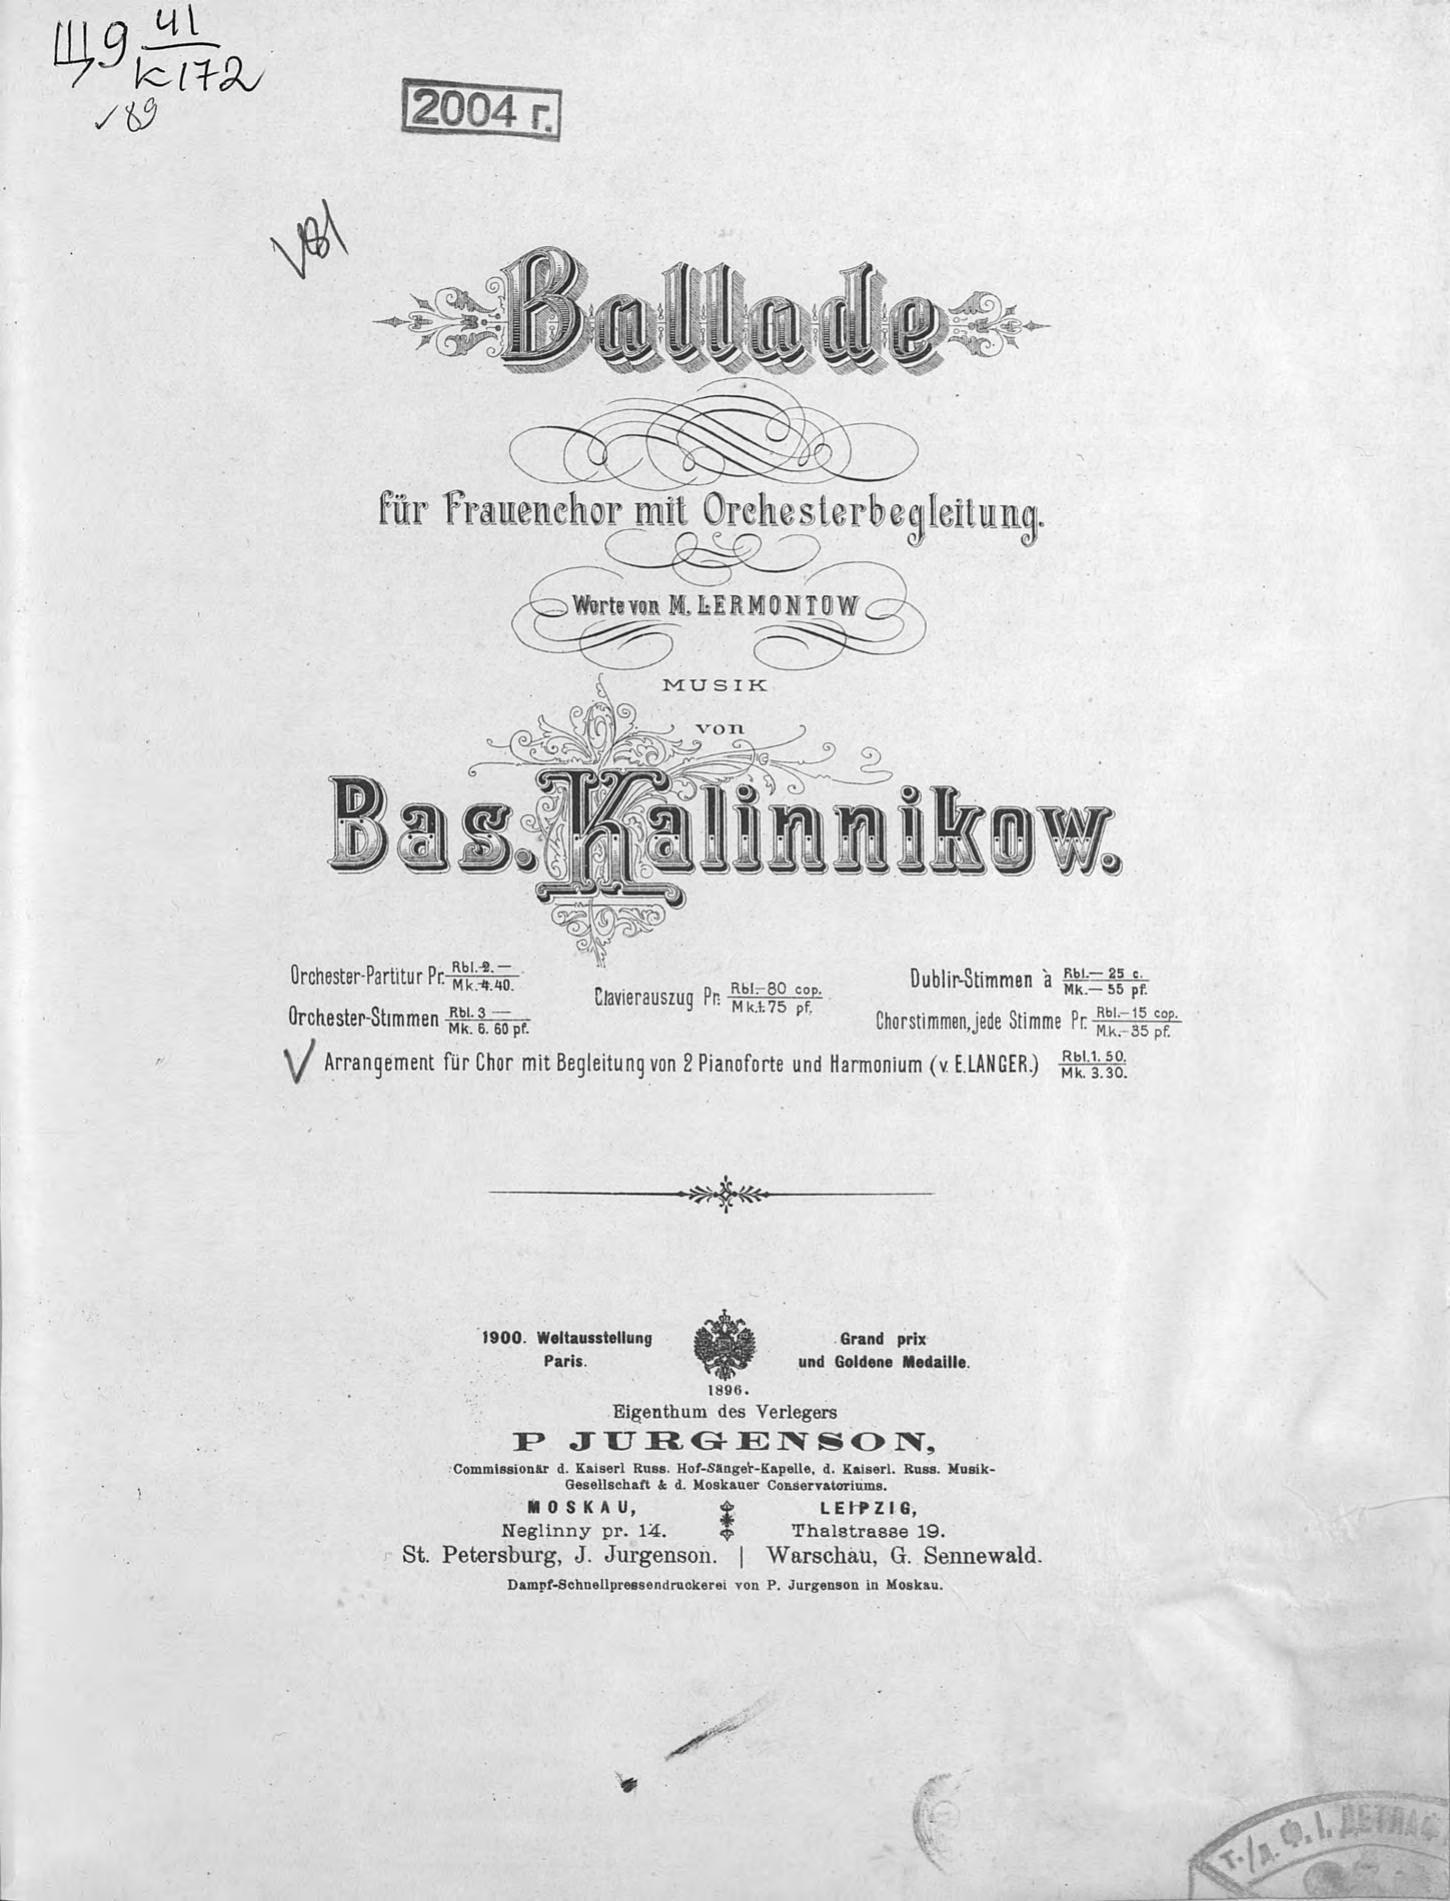 Щ9 41
К172
✓ 89
2004 г.
Ballade
für Frauenchor mit Orchesterbegleitung.
Worte von M. LERMONTOW
MUSIK
von
Bas. Kalinnikow.
Orchester-Partitur Pr. Rbl. 2. — Mk. 4. 40.
Orchester-Stimmen Rbl. 3 — Mk. 6. 60 pf.
Clavierauszug Pr. Rbl. — 80 cop. Mk. 1. 75 pf.
Dublir-Stimmen à Rbl. — 25 c. Mk. — 55 pf.
Chorstimmen, jede Stimme Pr. Rbl. — 15 cop. Mk. — 35 pf.
Arrangement für Chor mit Begleitung von 2 Pianoforte und Harmonium (v. E. LANGER.) Rbl. 1. 50. Mk. 3. 30.
1900. Weltausstellung
Paris.
Grand prix
und Goldene Medaille.
1896.
Eigenthum des Verlegers
P JURGENSON,
Commissionär d. Kaiserl Russ. Hof-Sänger-Kapelle, d. Kaiserl. Russ. Musik-
Gesellschaft & d. Moskauer Conservatoriums.
MOSKAU, LEIPZIG,
Neglinny pr. 14. Thalstrasse 19.
St. Petersburg, J. Jurgenson. | Warschau, G. Sennewald.
Dampf-Schnellpressendruckerei von P. Jurgenson in Moskau.
Т./Д. Ф. І. ДЕТЛАФ